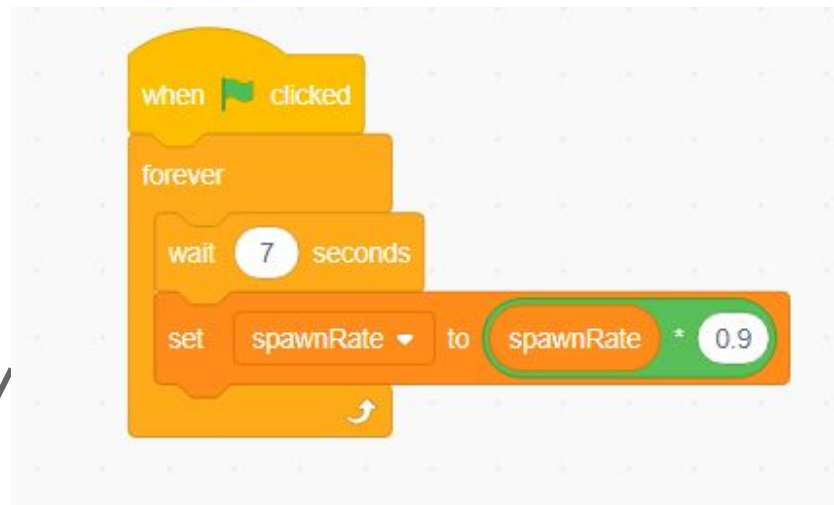 when clicked
forever
wait 7 seconds
set spawnRate to spawnRate * 0.9